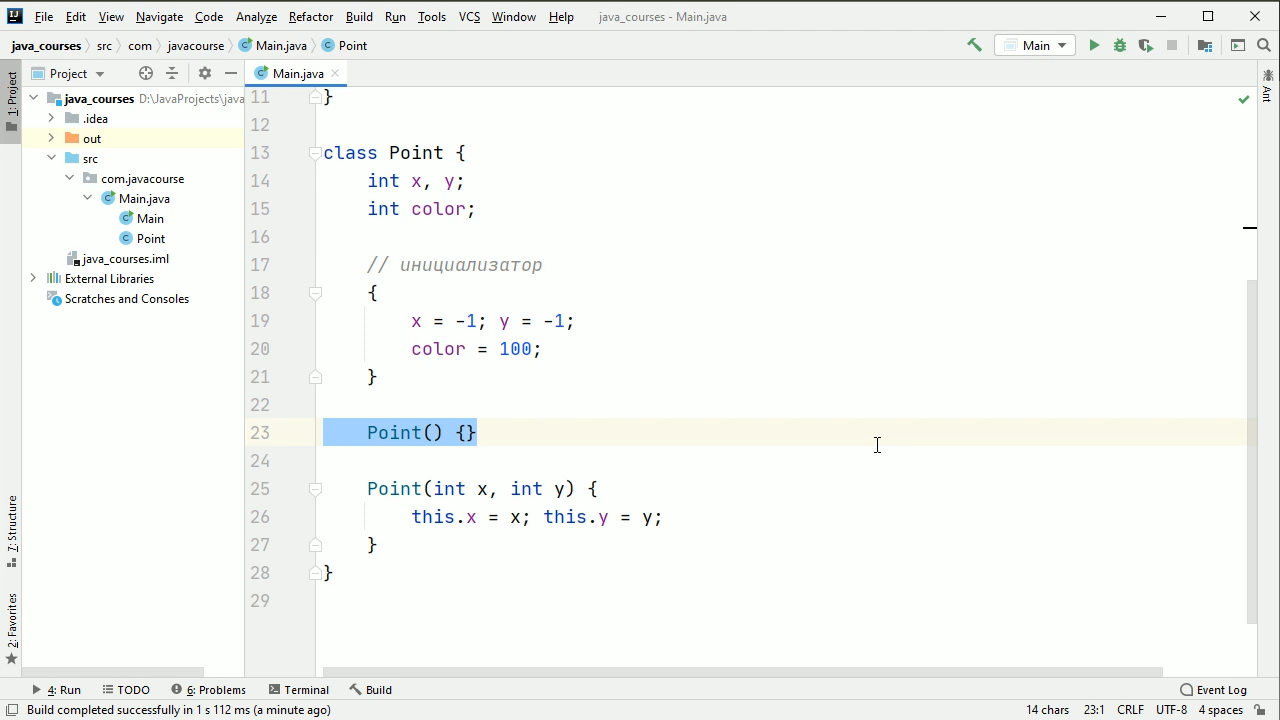 File Edit View Navigate Code Analyze Refactor Build Run Tools VCS Window Help java_courses - Main.java
java_courses src com javacourse Main.java Point Main
1: Project
Project
Main.java
Ant
java_courses D:\JavaProjects\java
.idea
out
src
com.javacourse
Main.java
Main
Point
java_courses.iml
External Libraries
Scratches and Consoles
11 }
12
13 class Point {
14 int x, y;
15 int color;
16
17 // инициализатор
18 {
19 x = -1; y = -1;
20 color = 100;
21 }
22
23 Point() {}
24
25 Point(int x, int y) {
26 this.x = x; this.y = y;
27 }
28 }
29
7: Structure
2: Favorites
4: Run TODO 6: Problems Terminal Build Event Log
Build completed successfully in 1 s 112 ms (a minute ago) 14 chars 23:1 CRLF UTF-8 4 spaces